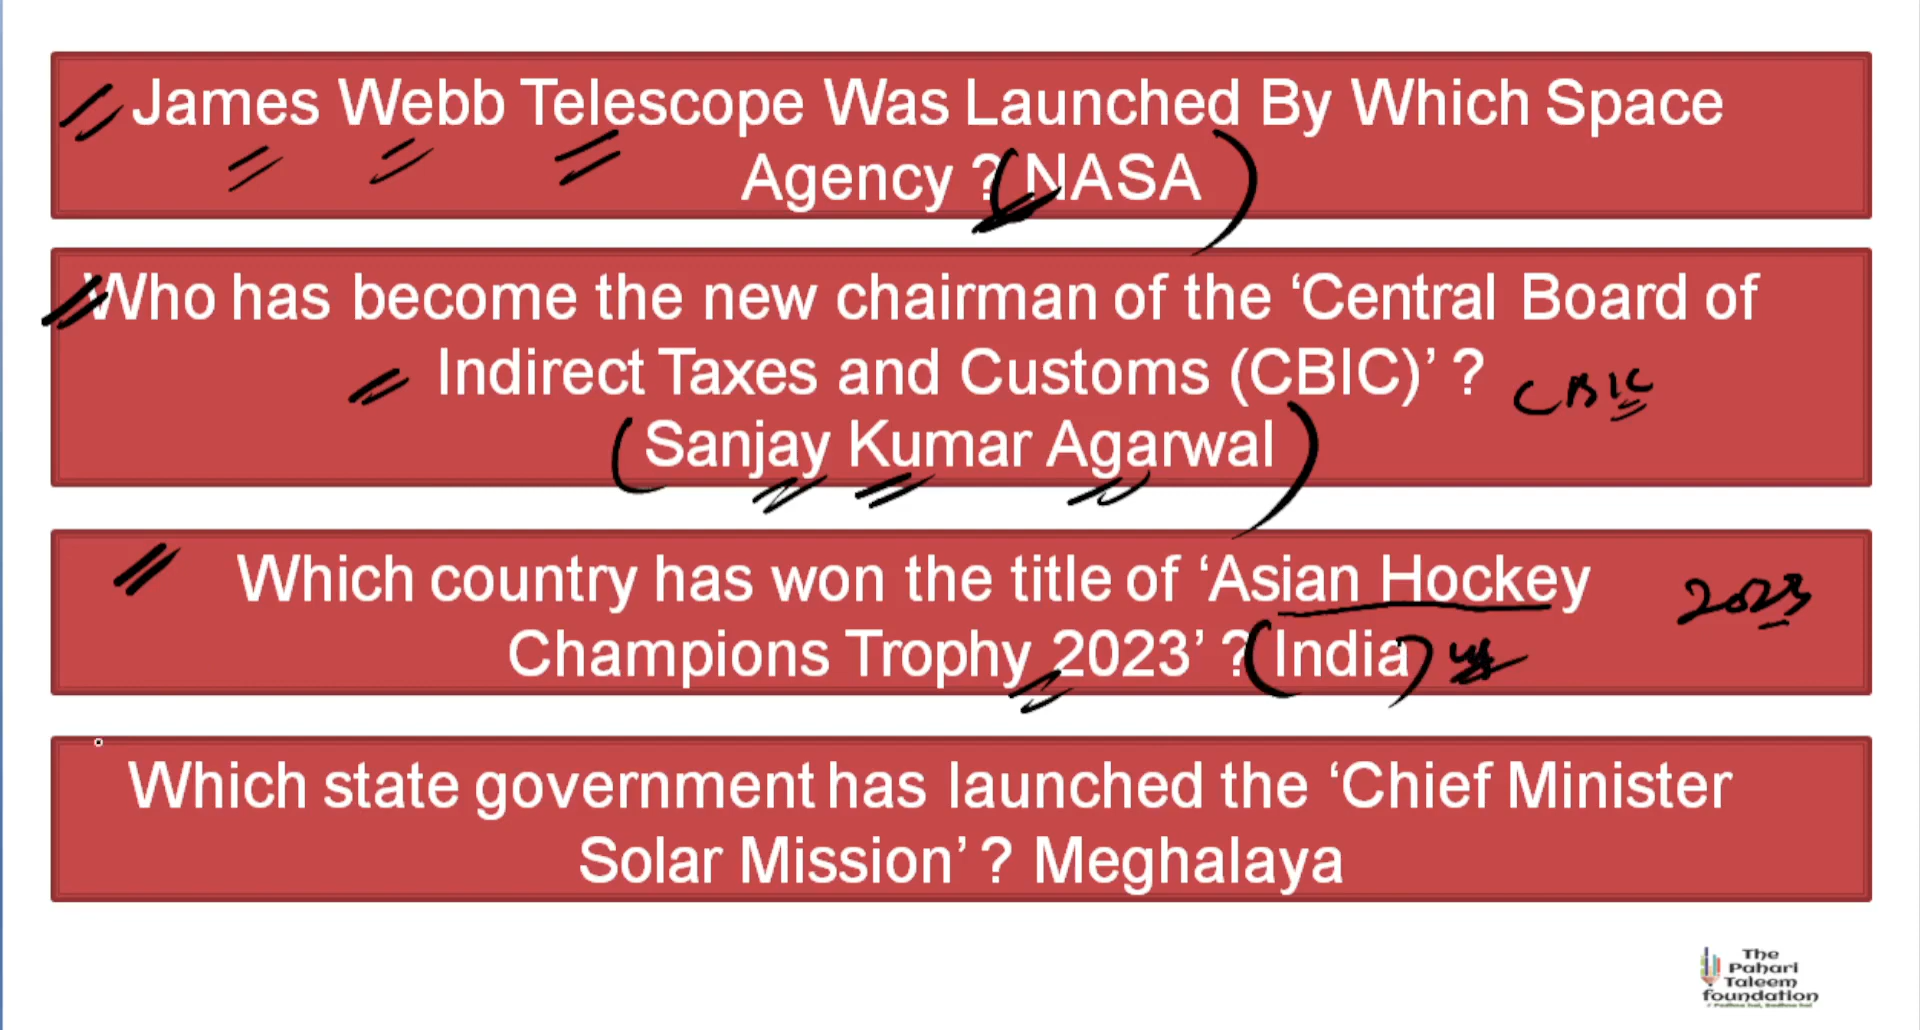 James Webb Telescope Was Launched By Which Space
Agency ? NASA
Who has become the new chairman of the ‘Central Board of
Indirect Taxes and Customs (CBIC)’ ?
CBIC
(Sanjay Kumar Agarwal)
Which country has won the title of ‘Asian Hockey
2023
Champions Trophy 2023’ ? (India)
Which state government has launched the ‘Chief Minister
Solar Mission’ ? Meghalaya
The
Pahari
Taleem
foundation